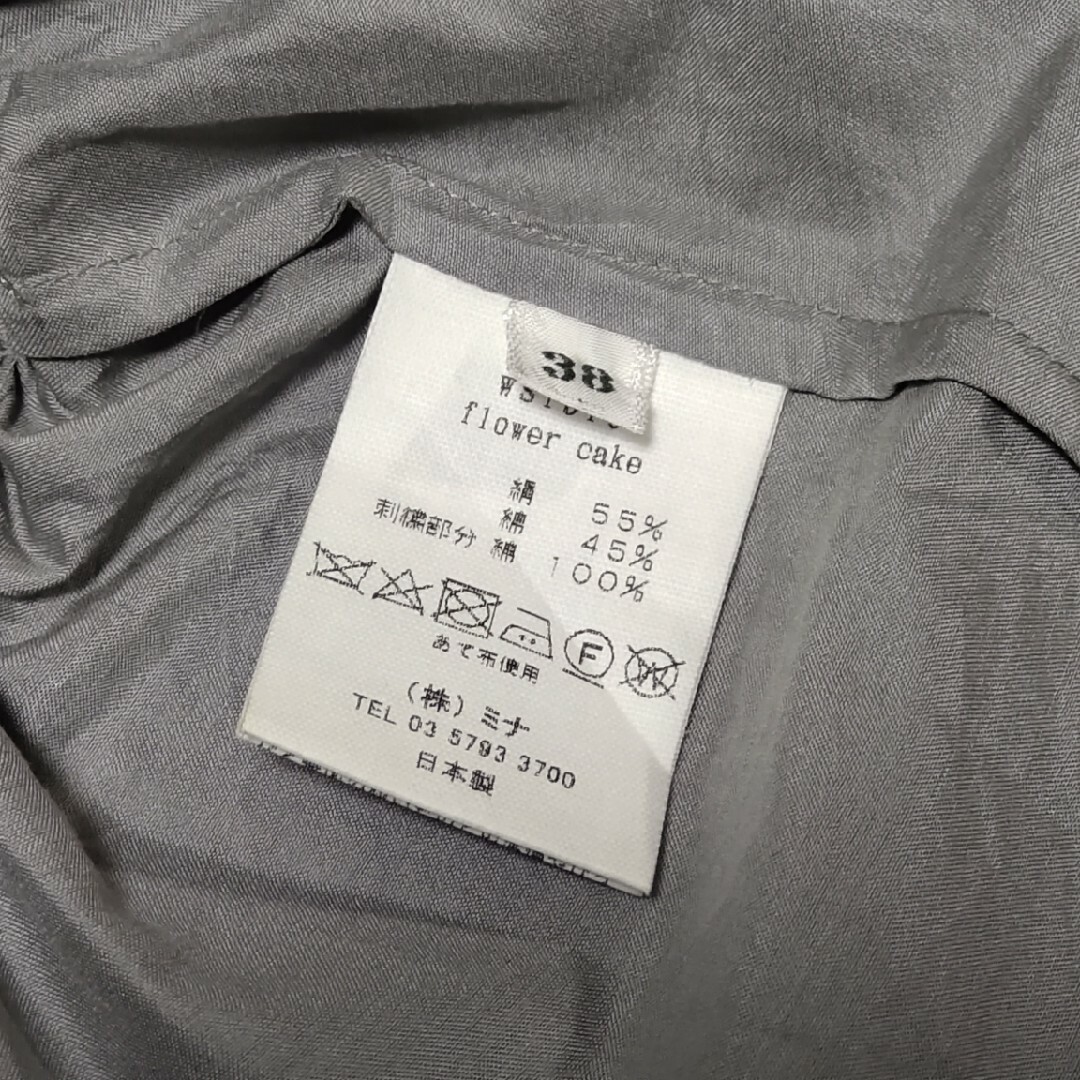 38
flower cake
絹 55%
綿 45%
刺繍部分 綿 100%
F
W
あて布使用
(株) ミナ
TEL 03 5793 3700
日本製